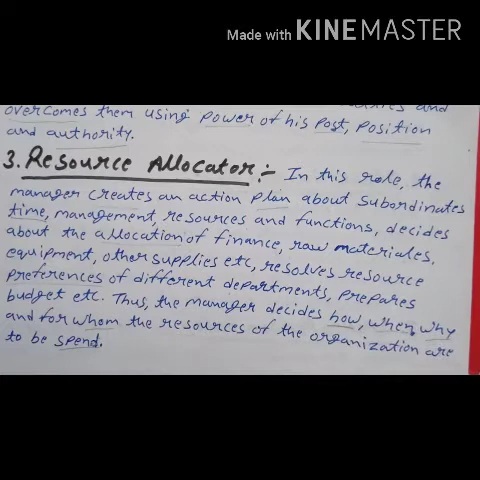 Made with KINEMASTER
and
overcomes them using power of his post, position
and authority.
3. Resource Allocator:- In this role, the
manager creates an action plan about subordinates
time, management, resources and functions, decides
about the allocation of finance, raw materiales,
equipment, other supplies etc, resolves resource
preferences of different departments, prepares
budget etc. Thus, the manager decides how, when, why
and for whom the resources of the organization are
to be spend.